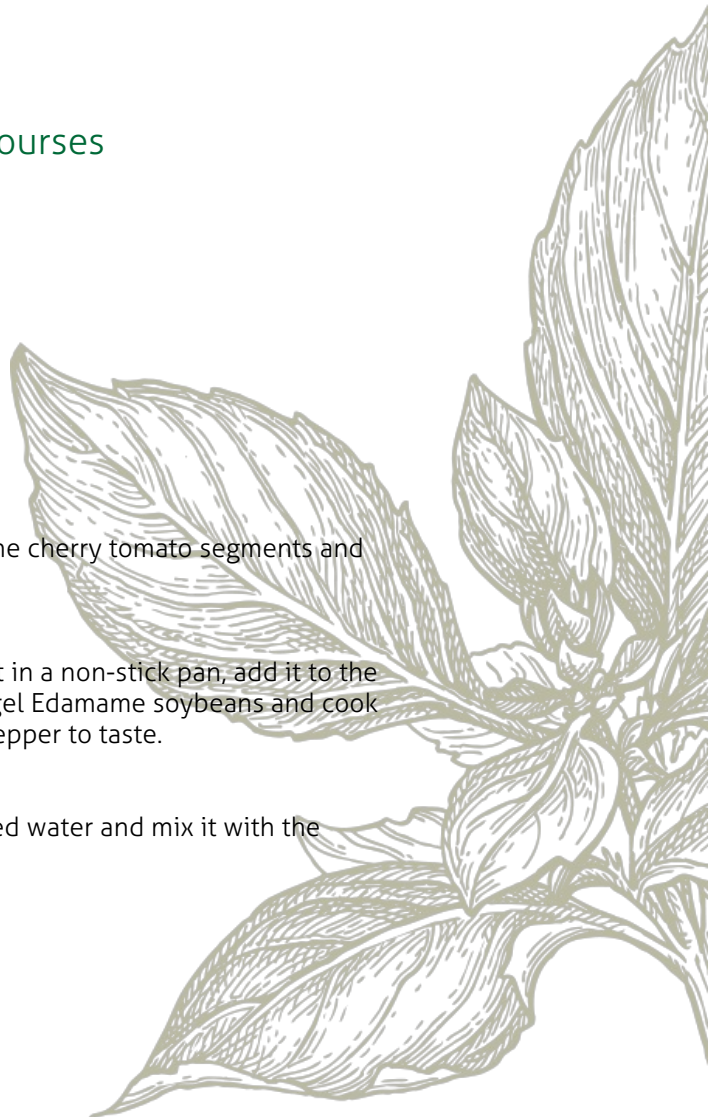 ourses
ne cherry tomato segments and
t in a non-stick pan, add it to the
gel Edamame soybeans and cook
epper to taste.
ed water and mix it with the